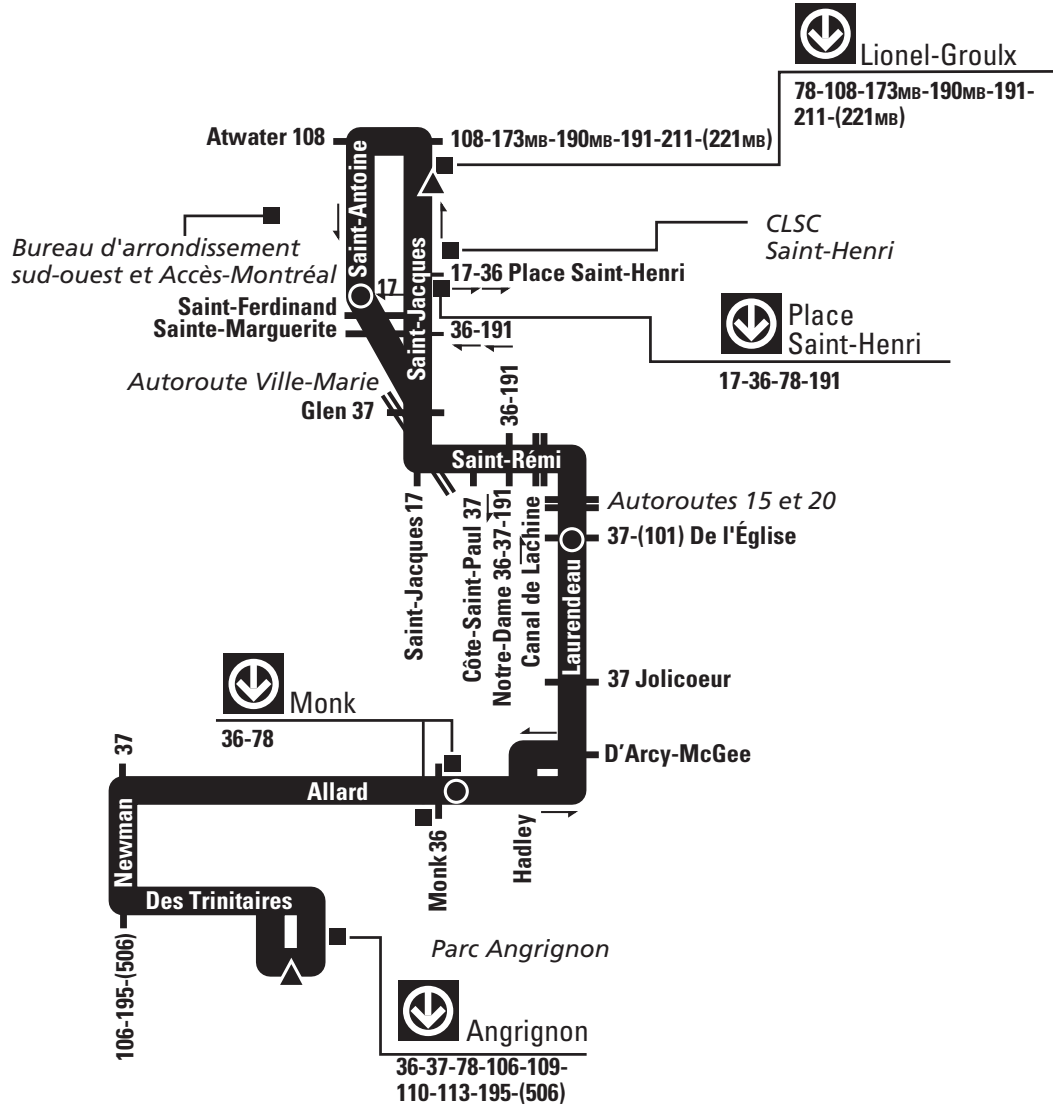 Lionel-Groulx
78-108-173MB-190MB-191-
211-(221MB)
Atwater 108
108-173MB-190MB-191-211-(221MB)
Saint-Antoine
Saint-Jacques
Bureau d'arrondissement
sud-ouest et Accès-Montréal
CLSC
Saint-Henri
17
17-36 Place Saint-Henri
Saint-Ferdinand
Sainte-Marguerite
36-191
Place
Saint-Henri
17-36-78-191
Autoroute Ville-Marie
Glen 37
36-191
Saint-Rémi
Saint-Jacques 17
Côte-Saint-Paul 37
Notre-Dame 36-37-191
Canal de Lachine
Autoroutes 15 et 20
37-(101) De l'Église
Laurendeau
37 Jolicoeur
Monk
36-78
D'Arcy-McGee
37
Allard
Newman
Monk 36
Hadley
Des Trinitaires
106-195-(506)
Parc Angrignon
Angrignon
36-37-78-106-109-
110-113-195-(506)